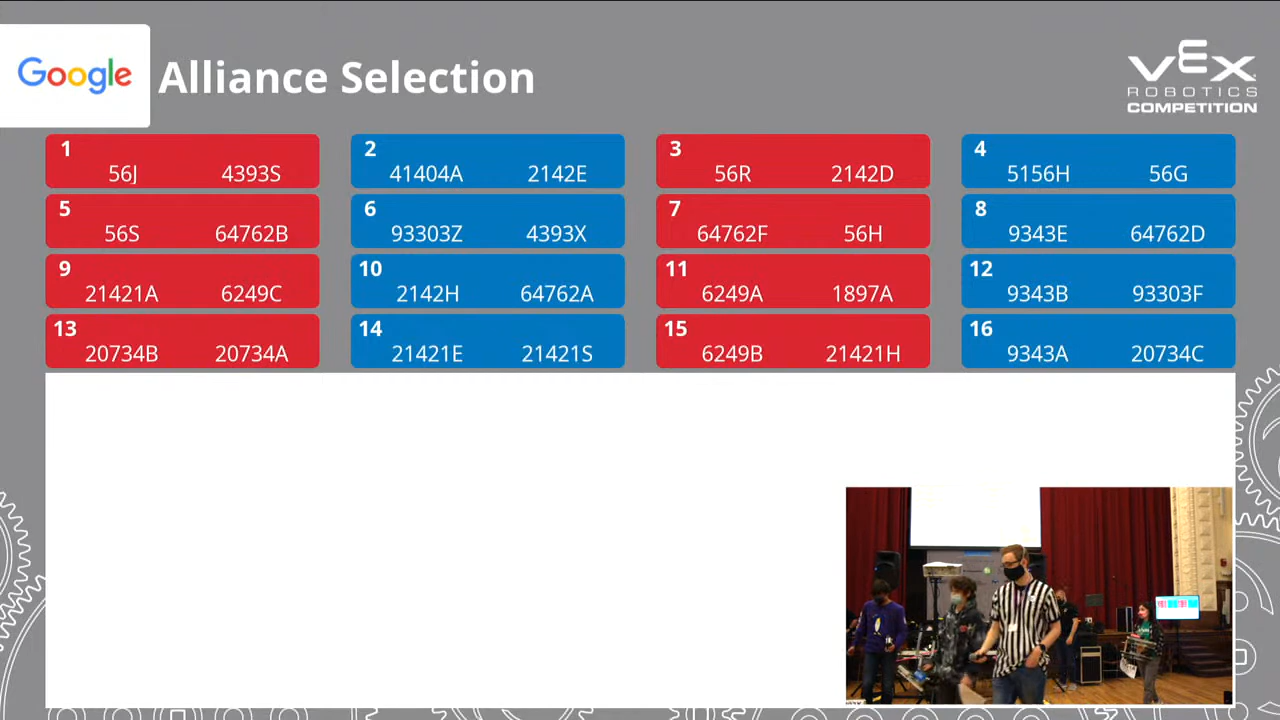 Google
Alliance Selection
VEX
ROBOTICS
COMPETITION
1
56J 4393S
2
41404A 2142E
3
56R 2142D
4
5156H 56G
5
56S 64762B
6
93303Z 4393X
7
64762F 56H
8
9343E 64762D
9
21421A 6249C
10
2142H 64762A
11
6249A 1897A
12
9343B 93303F
13
20734B 20734A
14
21421E 21421S
15
6249B 21421H
16
9343A 20734C